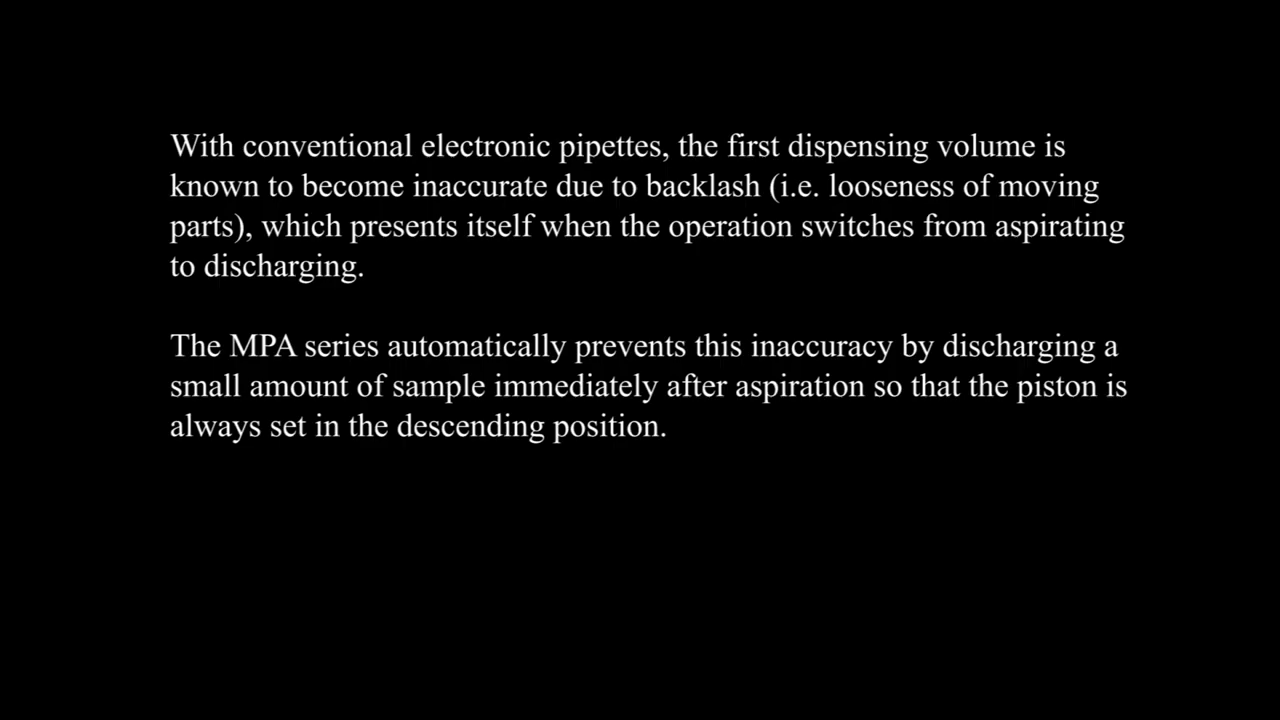 With conventional electronic pipettes, the first dispensing volume is
known to become inaccurate due to backlash (i.e. looseness of moving
parts), which presents itself when the operation switches from aspirating
to discharging.
The MPA series automatically prevents this inaccuracy by discharging a
small amount of sample immediately after aspiration so that the piston is
always set in the descending position.